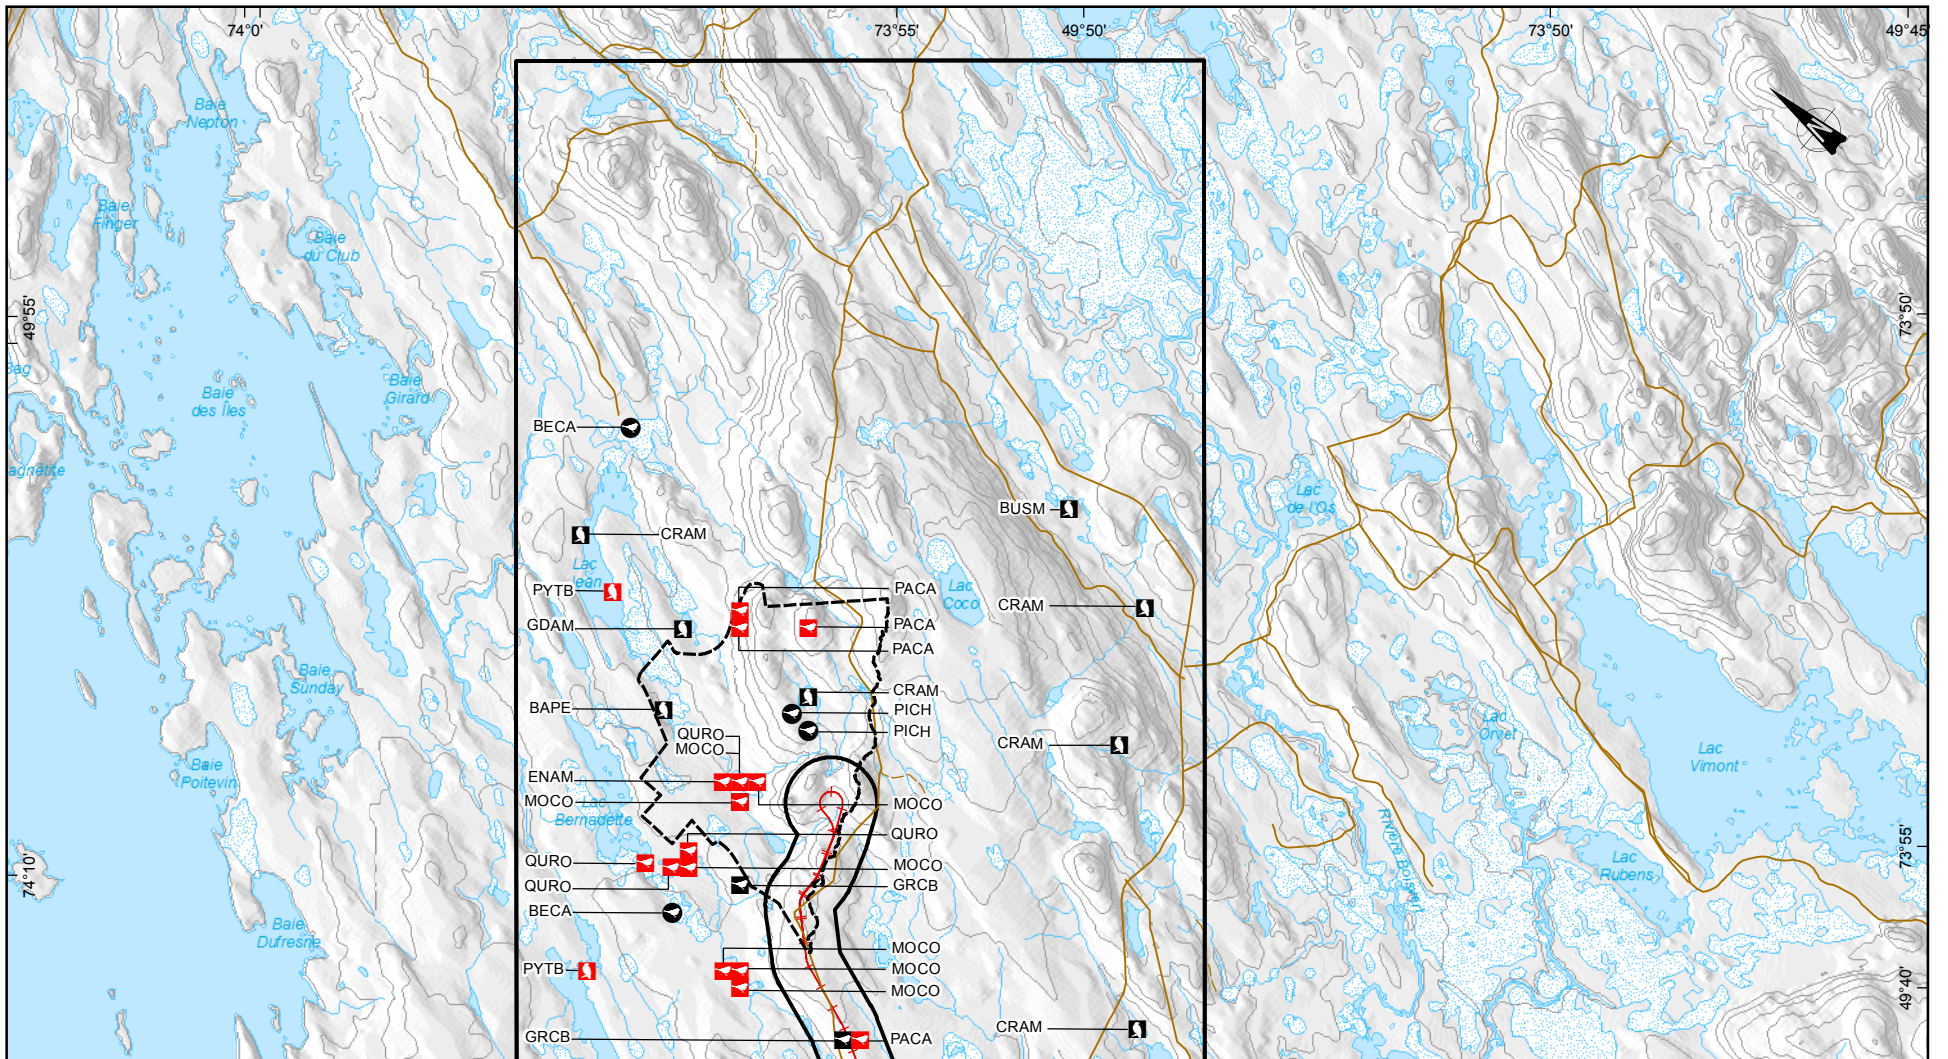 74°0'
73°55'
49°50'
73°50'
49°45'
Baie
Nepton
Baie
Finger
Baie
du Club
49°55'
73°50'
Baie
Girard
Baie
des Îles
BECA
BUSM
Lac
de l'Os
CRAM
Lac
Jean
PYTB
PACA
Lac
Coco
CRAM
GDAM
PACA
PACA
Baie
Sunday
CRAM
BAPE
PICH
PICH
Lac
Orvet
QURO
MOCO
CRAM
Lac
Vimont
Baie
Poitevin
ENAM
MOCO
MOCO
Lac
Bernadette
QURO
73°55'
QURO
MOCO
Lac
Rubens
74°10'
QURO
GRCB
BECA
Baie
Dufresne
MOCO
PYTB
MOCO
MOCO
49°40'
CRAM
GRCB
PACA